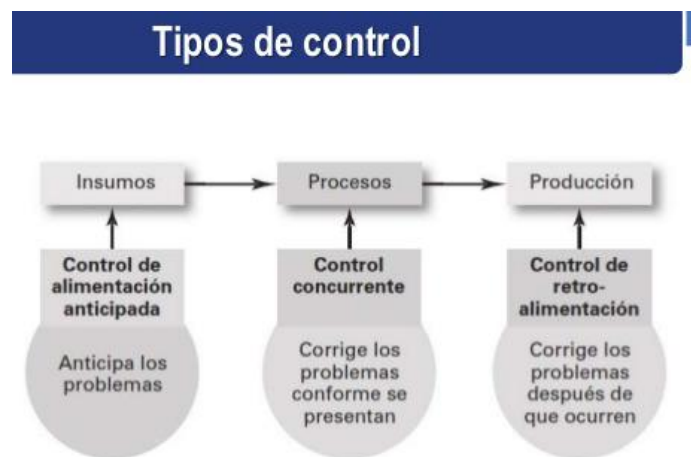 Tipos de control
Insumos
Procesos
Producción
Control de
alimentación
anticipada
Anticipa los
problemas
Control
concurrente
Corrige los
problemas
conforme se
presentan
Control de
retro-
alimentación
Corrige los
problemas
después de
que ocurren